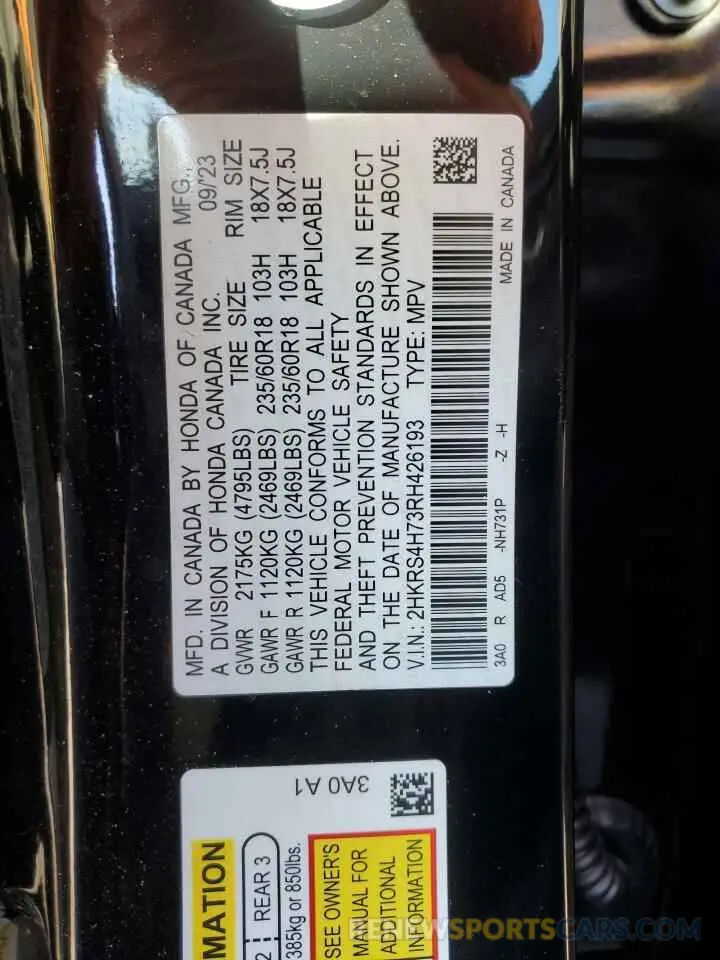 MFD. IN CANADA BY HONDA OF CANADA MFG.,
A DIVISION OF HONDA CANADA INC. 09/'23
GVWR 2175KG (4795LBS) TIRE SIZE RIM SIZE
GAWR F 1120KG (2469LBS) 235/60R18 103H 18X7.5J
GAWR R 1120KG (2469LBS) 235/60R18 103H 18X7.5J
THIS VEHICLE CONFORMS TO ALL APPLICABLE
FEDERAL MOTOR VEHICLE SAFETY
AND THEFT PREVENTION STANDARDS IN EFFECT
ON THE DATE OF MANUFACTURE SHOWN ABOVE.
V.I.N.: 2HKRS4H73RH426193 TYPE: MPV
3A0 R AD5 -NH731P -Z -H MADE IN CANADA
3A0 A1
MATION
2 REAR 3
385kg or 850lbs.
SEE OWNER'S
MANUAL FOR
ADDITIONAL
INFORMATION
RENEWSPORTSCARS.COM